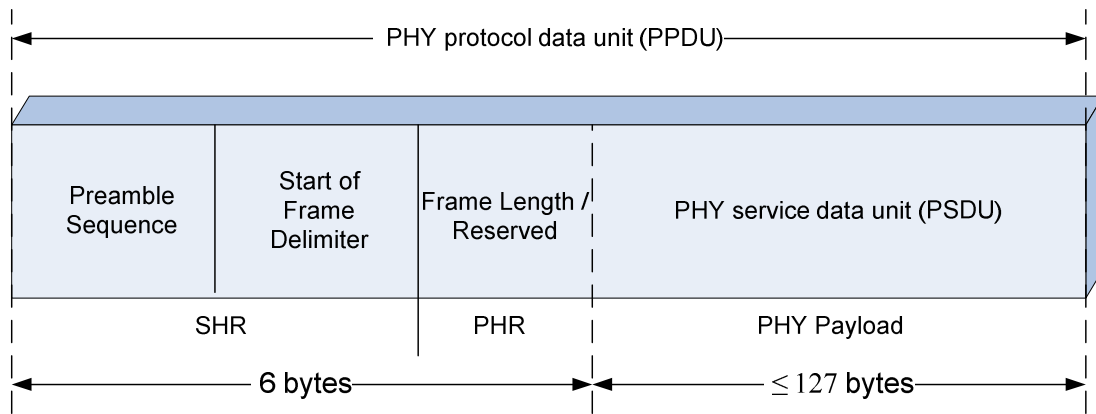 PHY protocol data unit (PPDU)
Preamble
Sequence
Start of
Frame
Delimiter
Frame Length /
Reserved
PHY service data unit (PSDU)
SHR
PHR
PHY Payload
6 bytes
≤ 127 bytes